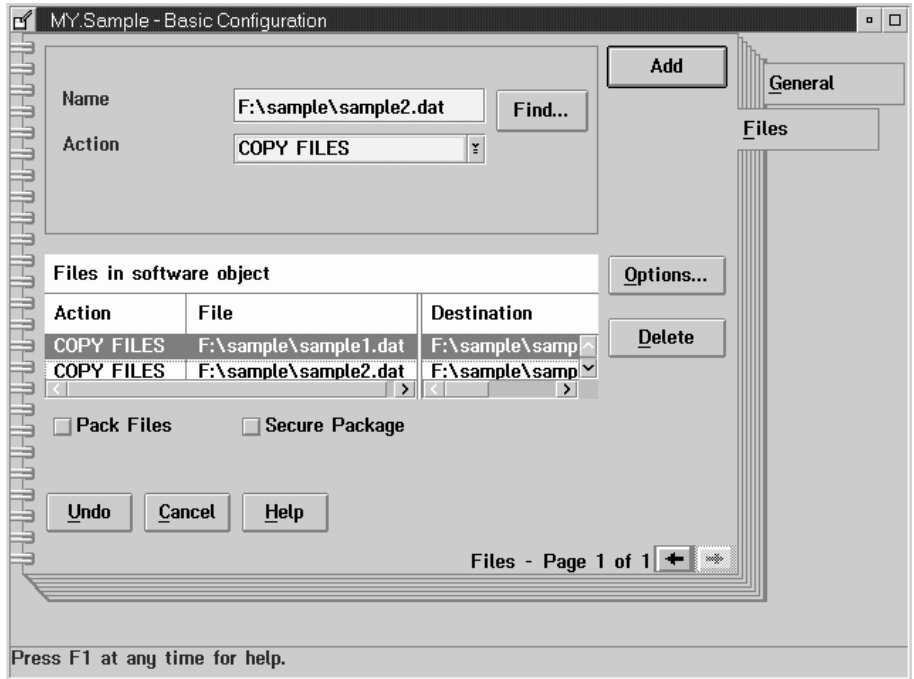 MY.Sample - Basic Configuration
Add
General
Name
F:\sample\sample2.dat
Find...
Files
Action
COPY FILES
Files in software object
Options...
Action File Destination
COPY FILES F:\sample\sample1.dat F:\sample\samp
Delete
COPY FILES F:\sample\sample2.dat F:\sample\samp
Pack Files Secure Package
Undo Cancel Help
Files - Page 1 of 1
Press F1 at any time for help.